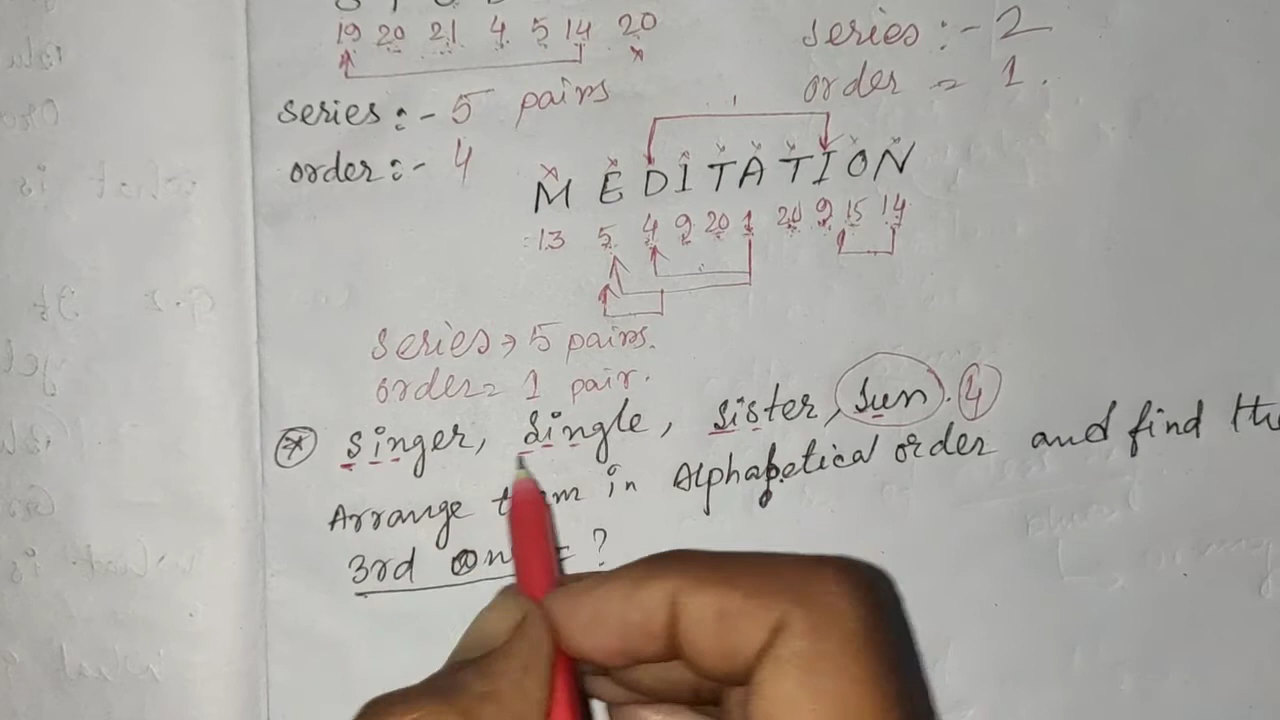 19 20 21 4 5 14 20
series :- 2
order = 1.
series :- 5 pairs
order :- 4
MEDITATION
13 5 4 9 20 1 20 9 15 14
series → 5 pairs.
order = 1 pair.
* singer, single, sister, sun. 4
Arrange in Alphabetical order and find the
3rd = ?